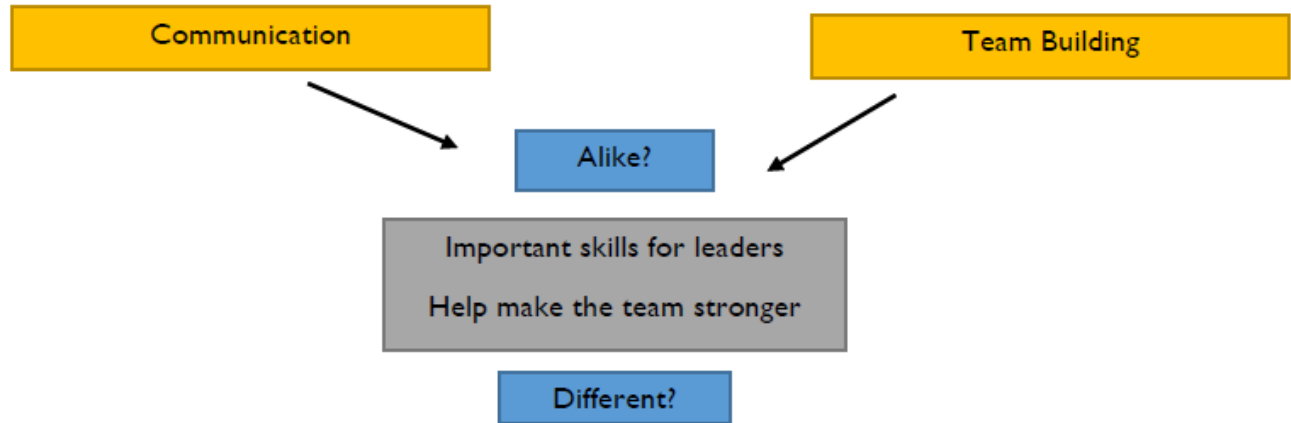 Communication
Team Building
Alike?
Important skills for leaders
Help make the team stronger
Different?